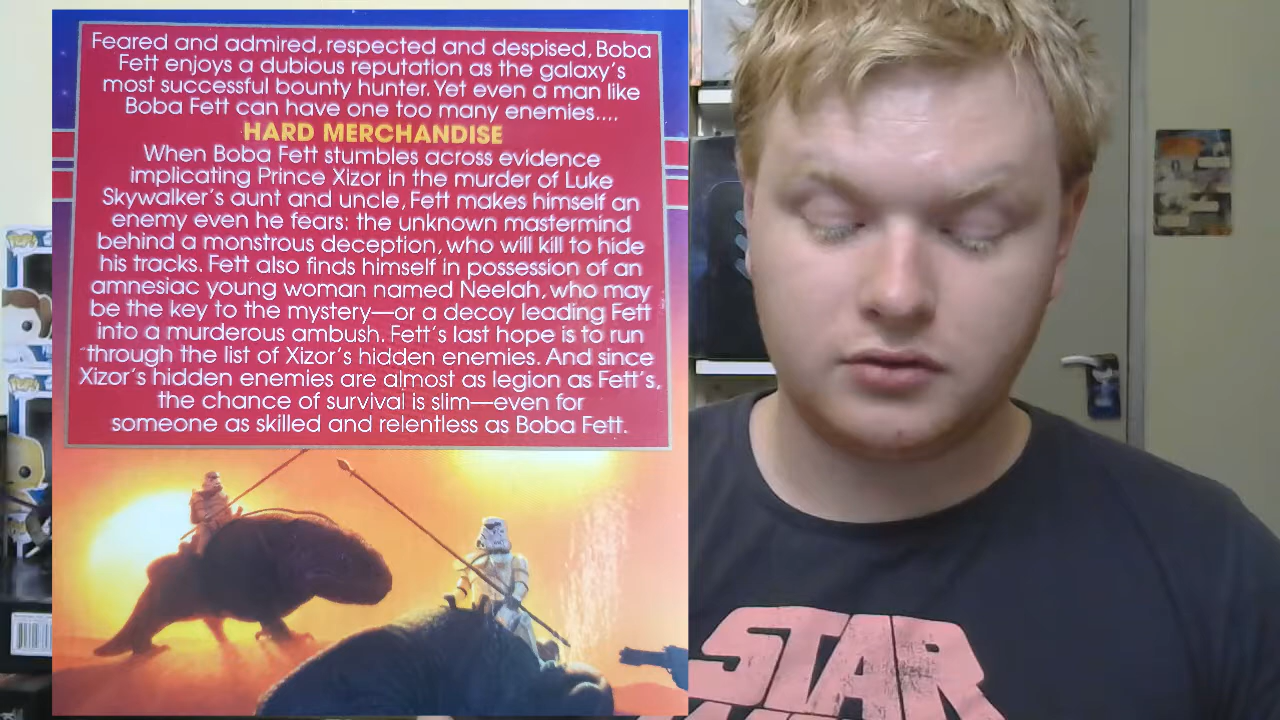 Feared and admired, respected and despised, Boba
Fett enjoys a dubious reputation as the galaxy's
most successful bounty hunter. Yet even a man like
Boba Fett can have one too many enemies....
HARD MERCHANDISE
When Boba Fett stumbles across evidence
implicating Prince Xizor in the murder of Luke
Skywalker's aunt and uncle, Fett makes himself an
enemy even he fears: the unknown mastermind
behind a monstrous deception, who will kill to hide
his tracks. Fett also finds himself in possession of an
amnesiac young woman named Neelah, who may
be the key to the mystery—or a decoy leading Fett
into a murderous ambush. Fett's last hope is to run
through the list of Xizor's hidden enemies. And since
Xizor's hidden enemies are almost as legion as Fett's,
the chance of survival is slim—even for
someone as skilled and relentless as Boba Fett.
STAR